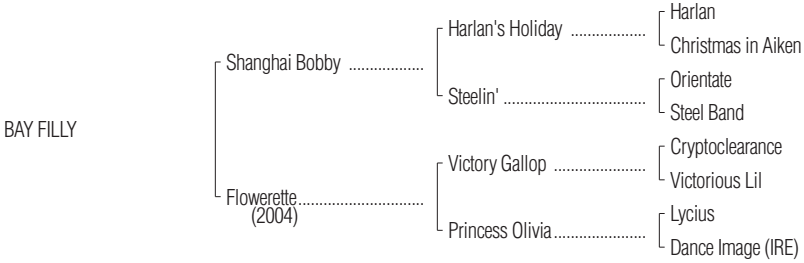 Harlan
Harlan's Holiday ..................
Christmas in Aiken
Shanghai Bobby ..................
Orientate
Steelin' ..................................
Steel Band
BAY FILLY
Cryptoclearance
Victory Gallop ......................
Victorious Lil
Flowerette..............................
(2004)
Lycius
Princess Olivia......................
Dance Image (IRE)